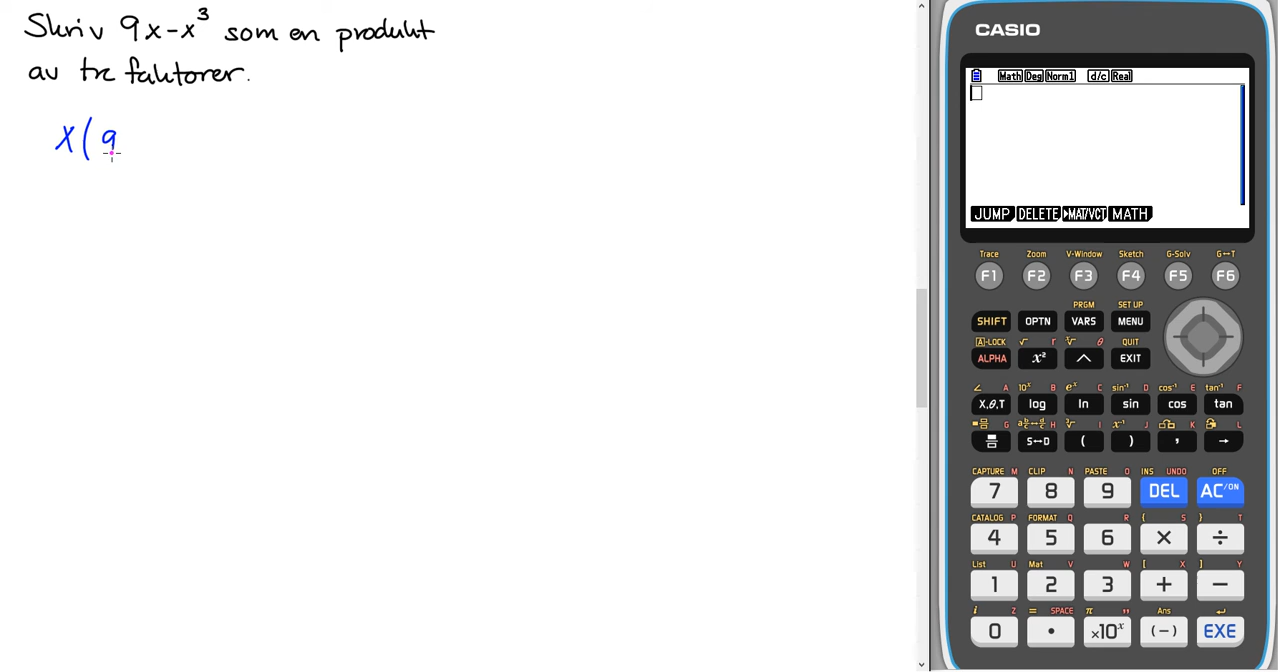 Skriv 9x-x³ som en produkt
av tre faktorer.
x(9
CASIO
Math Deg Norm1 d/c Real
JUMP DELETE ►MAT/VCT MATH
Trace Zoom V-Window Sketch G-Solv G↔T
F1 F2 F3 F4 F5 F6
PRGM SET UP
SHIFT OPTN VARS MENU
A-LOCK √ r ˣ√ θ QUIT
ALPHA x² ^ EXIT
∠ A 10ˣ B eˣ C sin⁻¹ D cos⁻¹ E tan⁻¹ F
X,θ,T log ln sin cos tan
G a b/c↔d/c H ³√ I x⁻¹ J K L
S↔D ( ) , →
CAPTURE M CLIP N PASTE O INS UNDO OFF
7 8 9 DEL AC/ON
CATALOG P FORMAT Q R { S } T
4 5 6 × ÷
List U Mat V W [ X ] Y
1 2 3 + −
i Z = SPACE π " Ans ↵
0 • ×10ˣ (−) EXE